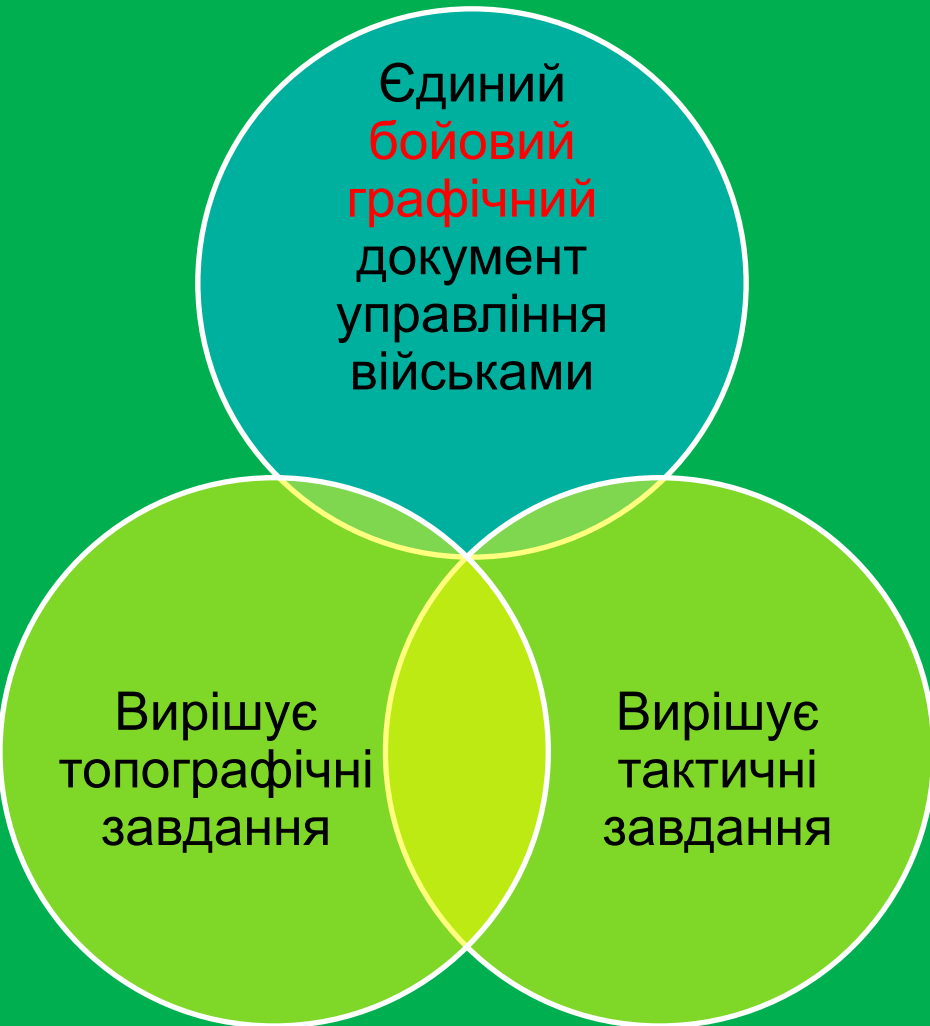 Єдиний
бойовий
графічний
документ
управління
військами
Вирішує
топографічні
завдання
Вирішує
тактичні
завдання